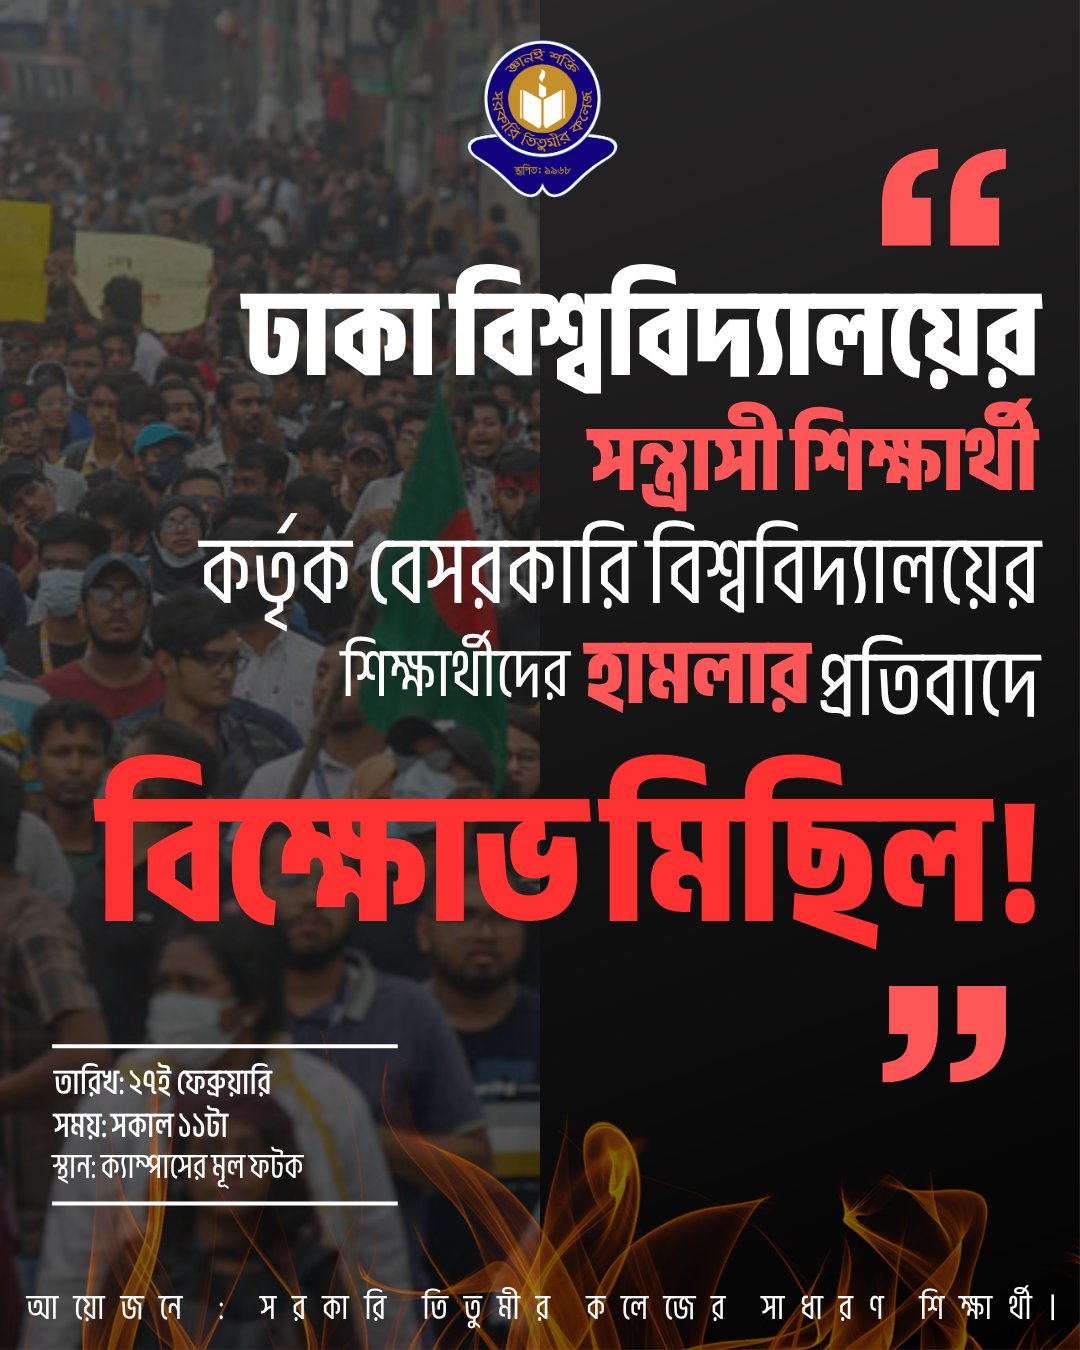 জ্ঞানই শক্তি
সরকারি তিতুমীর কলেজ
স্থাপিত: ১৯৬৮
“
ঢাকা বিশ্ববিদ্যালয়ের
সন্ত্রাসী শিক্ষার্থী
কর্তৃক বেসরকারি বিশ্ববিদ্যালয়ের
শিক্ষার্থীদের হামলার প্রতিবাদে
বিক্ষোভ মিছিল!
”
তারিখ: ২৭ই ফেব্রুয়ারি
সময়: সকাল ১১টা
স্থান: ক্যাম্পাসের মূল ফটক
আয়োজনে : সরকারি তিতুমীর কলেজের সাধারণ শিক্ষার্থী।